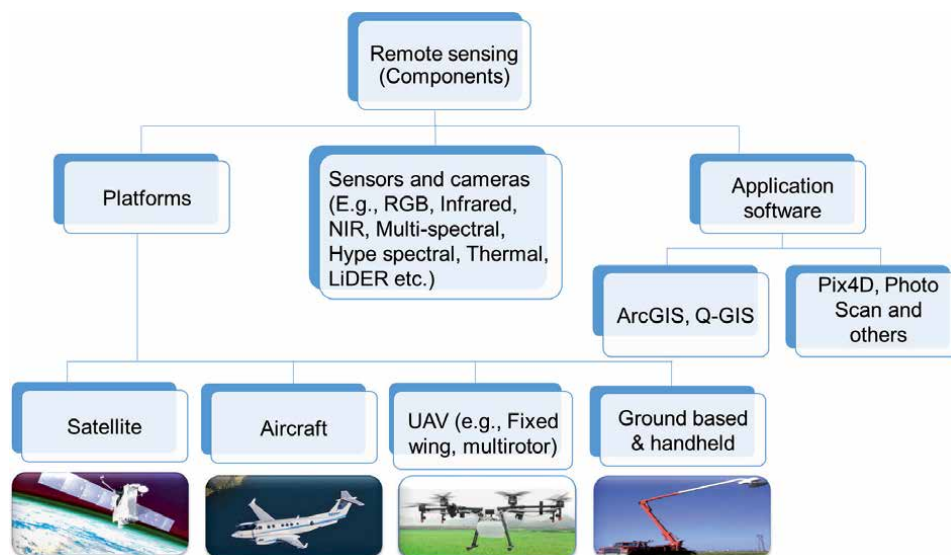 Remote sensing
(Components)
Platforms
Sensors and cameras
(E.g., RGB, Infrared,
NIR, Multi-spectral,
Hype spectral, Thermal,
LiDER etc.)
Application
software
ArcGIS, Q-GIS
Pix4D, Photo
Scan and
others
Satellite
Aircraft
UAV (e.g., Fixed
wing, multirotor)
Ground based
& handheld